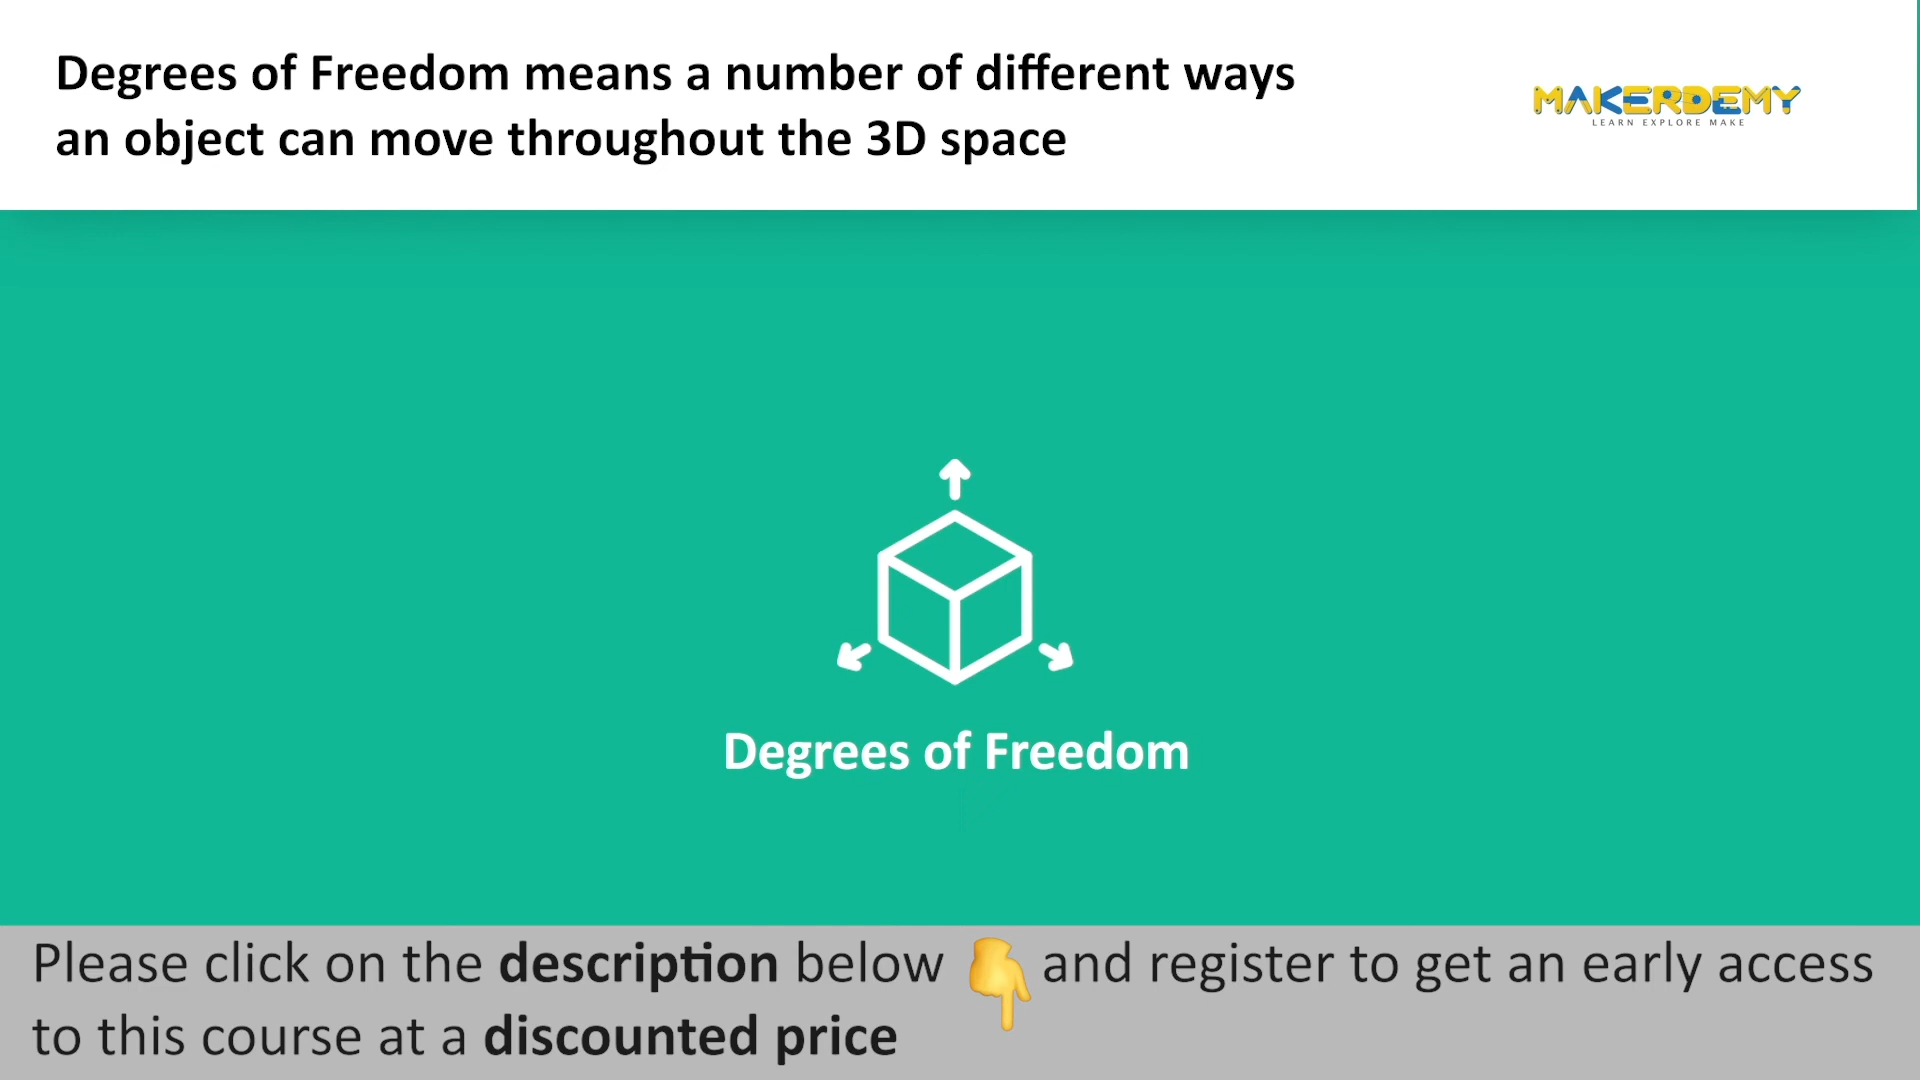 Degrees of Freedom means a number of different ways
an object can move throughout the 3D space
MAKERDEMY
LEARN EXPLORE MAKE
Degrees of Freedom
Please click on the description below 👇 and register to get an early access
to this course at a discounted price